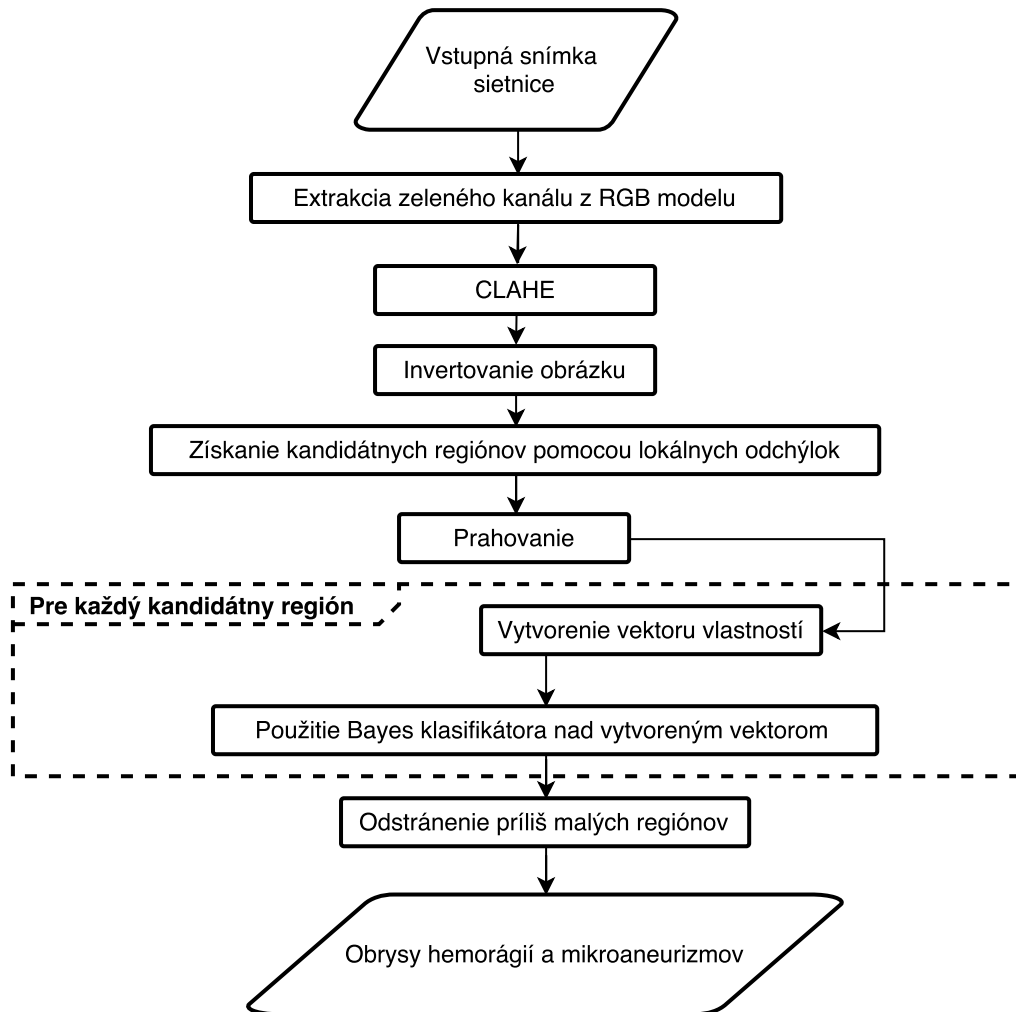 Vstupná snímka
sietnice
Extrakcia zeleného kanálu z RGB modelu
CLAHE
Invertovanie obrázku
Získanie kandidátnych regiónov pomocou lokálnych odchýlok
Prahovanie
Pre každý kandidátny región
Vytvorenie vektoru vlastností
Použitie Bayes klasifikátora nad vytvoreným vektorom
Odstránenie príliš malých regiónov
Obrysy hemorágií a mikroaneurizmov